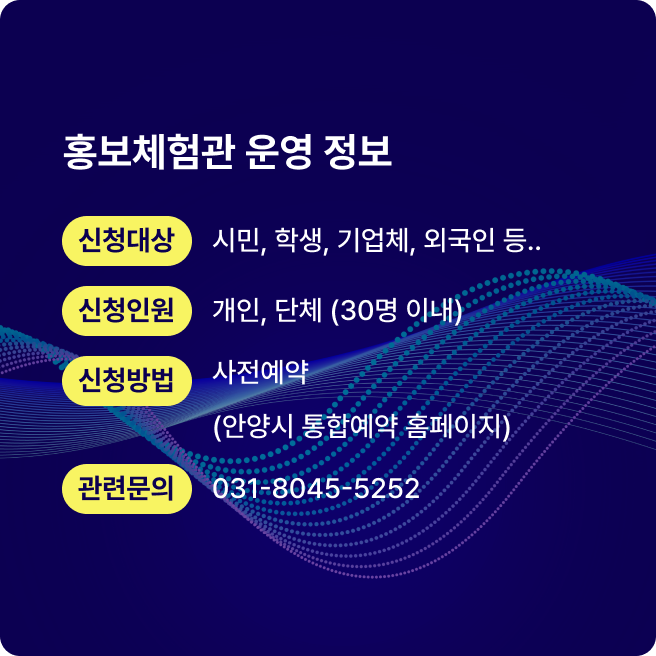 홍보체험관 운영 정보
신청대상 시민, 학생, 기업체, 외국인 등..
신청인원 개인, 단체 (30명 이내)
신청방법 사전예약
(안양시 통합예약 홈페이지)
관련문의 031-8045-5252